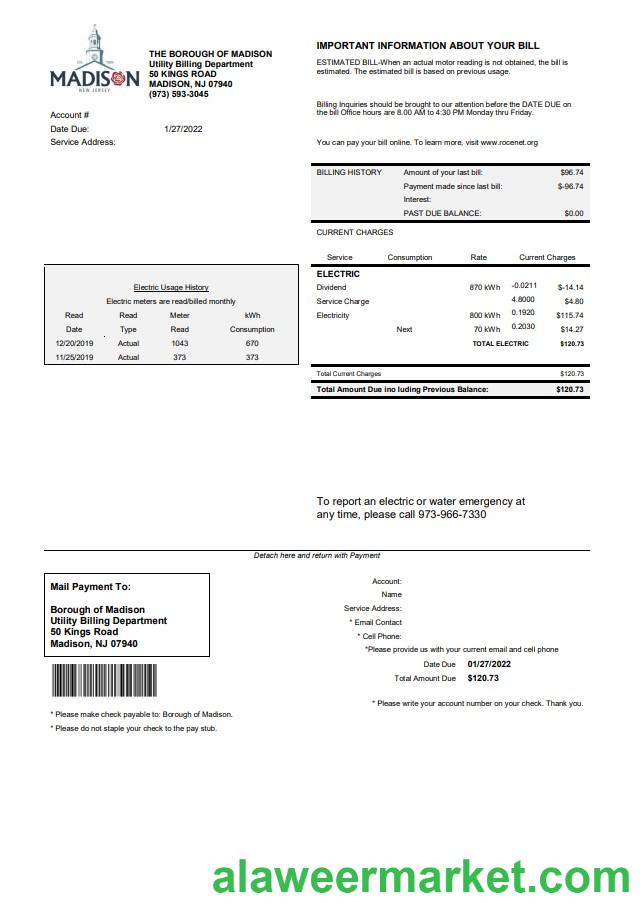 MADISON
NEW JERSEY
THE BOROUGH OF MADISON
Utility Billing Department
50 KINGS ROAD
MADISON, NJ 07940
(973) 593-3045
Account #
Date Due: 1/27/2022
Service Address:
IMPORTANT INFORMATION ABOUT YOUR BILL
ESTIMATED BILL-When an actual motor reading is not obtained, the bill is
estimated. The estimated bill is based on previous usage.
Billing Inquiries should be brought to our attention before the DATE DUE on
the bill Office hours are 8.00 AM to 4:30 PM Monday thru Friday.
You can pay your bill online. To learn more, visit www.rocenet.org
BILLING HISTORY Amount of your last bill: $96.74
Payment made since last bill: $-96.74
Interest:
PAST DUE BALANCE: $0.00
CURRENT CHARGES
Service Consumption Rate Current Charges
ELECTRIC
Dividend 870 kWh -0.0211 $-14.14
Service Charge 4.8000 $4.80
Electricity 800 kWh 0.1920 $115.74
Next 70 kWh 0.2030 $14.27
TOTAL ELECTRIC $120.73
Total Current Charges $120.73
Total Amount Due ino luding Previous Balance: $120.73
Electric Usage History
Electric meters are read/billed monthly
Read Read Meter kWh
Date Type Read Consumption
12/20/2019 Actual 1043 670
11/25/2019 Actual 373 373
To report an electric or water emergency at
any time, please call 973-966-7330
Detach here and return with Payment
Mail Payment To:
Borough of Madison
Utility Billing Department
50 Kings Road
Madison, NJ 07940
* Please make check payable to: Borough of Madison.
* Please do not staple your check to the pay stub.
Account:
Name
Service Address:
* Email Contact
* Cell Phone:
*Please provide us with your current email and cell phone
Date Due 01/27/2022
Total Amount Due $120.73
* Please write your account number on your check. Thank you.
alaweermarket.com